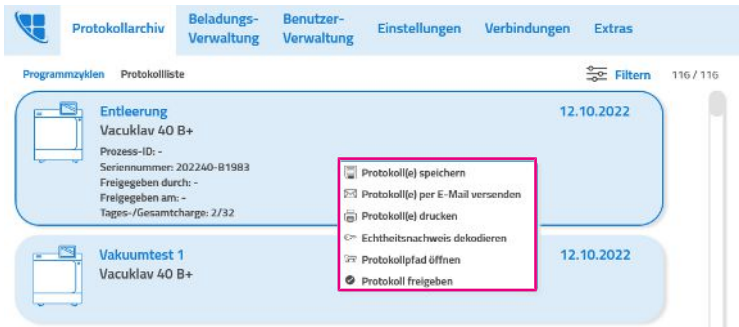 Protokollarchiv
Beladungs-
Verwaltung
Benutzer-
Verwaltung
Einstellungen
Verbindungen
Extras
Programmzyklen
Protokollliste
Filtern
116 / 116
Entleerung
12.10.2022
Vacuklav 40 B+
Prozess-ID: -
Seriennummer: 202240-B1983
Freigegeben durch: -
Freigegeben am: -
Tages-/Gesamtcharge: 2/32
Protokoll(e) speichern
Protokoll(e) per E-Mail versenden
Protokoll(e) drucken
Echtheitsnachweis dekodieren
Protokollpfad öffnen
Protokoll freigeben
Vakuumtest 1
12.10.2022
Vacuklav 40 B+